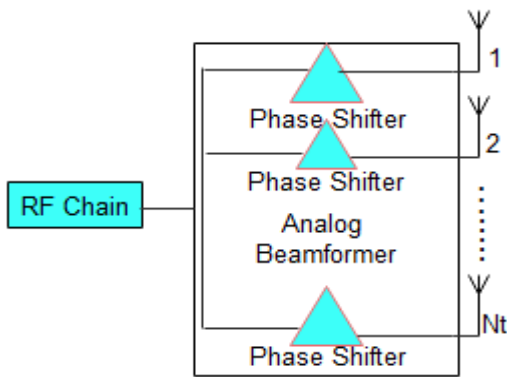 1
Phase Shifter
2
Phase Shifter
RF Chain
Analog
Beamformer
Nt
Phase Shifter